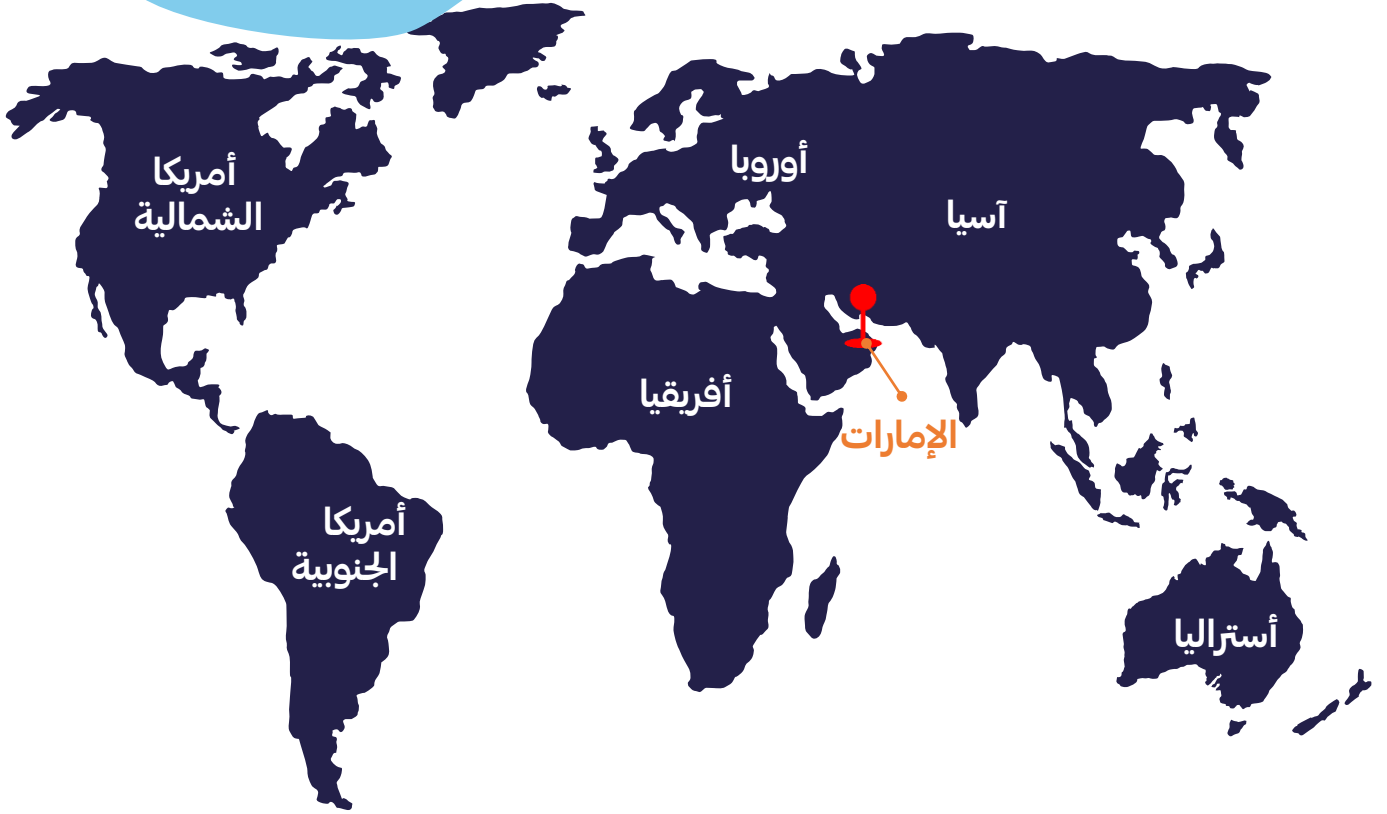 أمريكا
الشمالية
أوروبا
آسيا
أفريقيا
الإمارات
أمريكا
الجنوبية
أستراليا